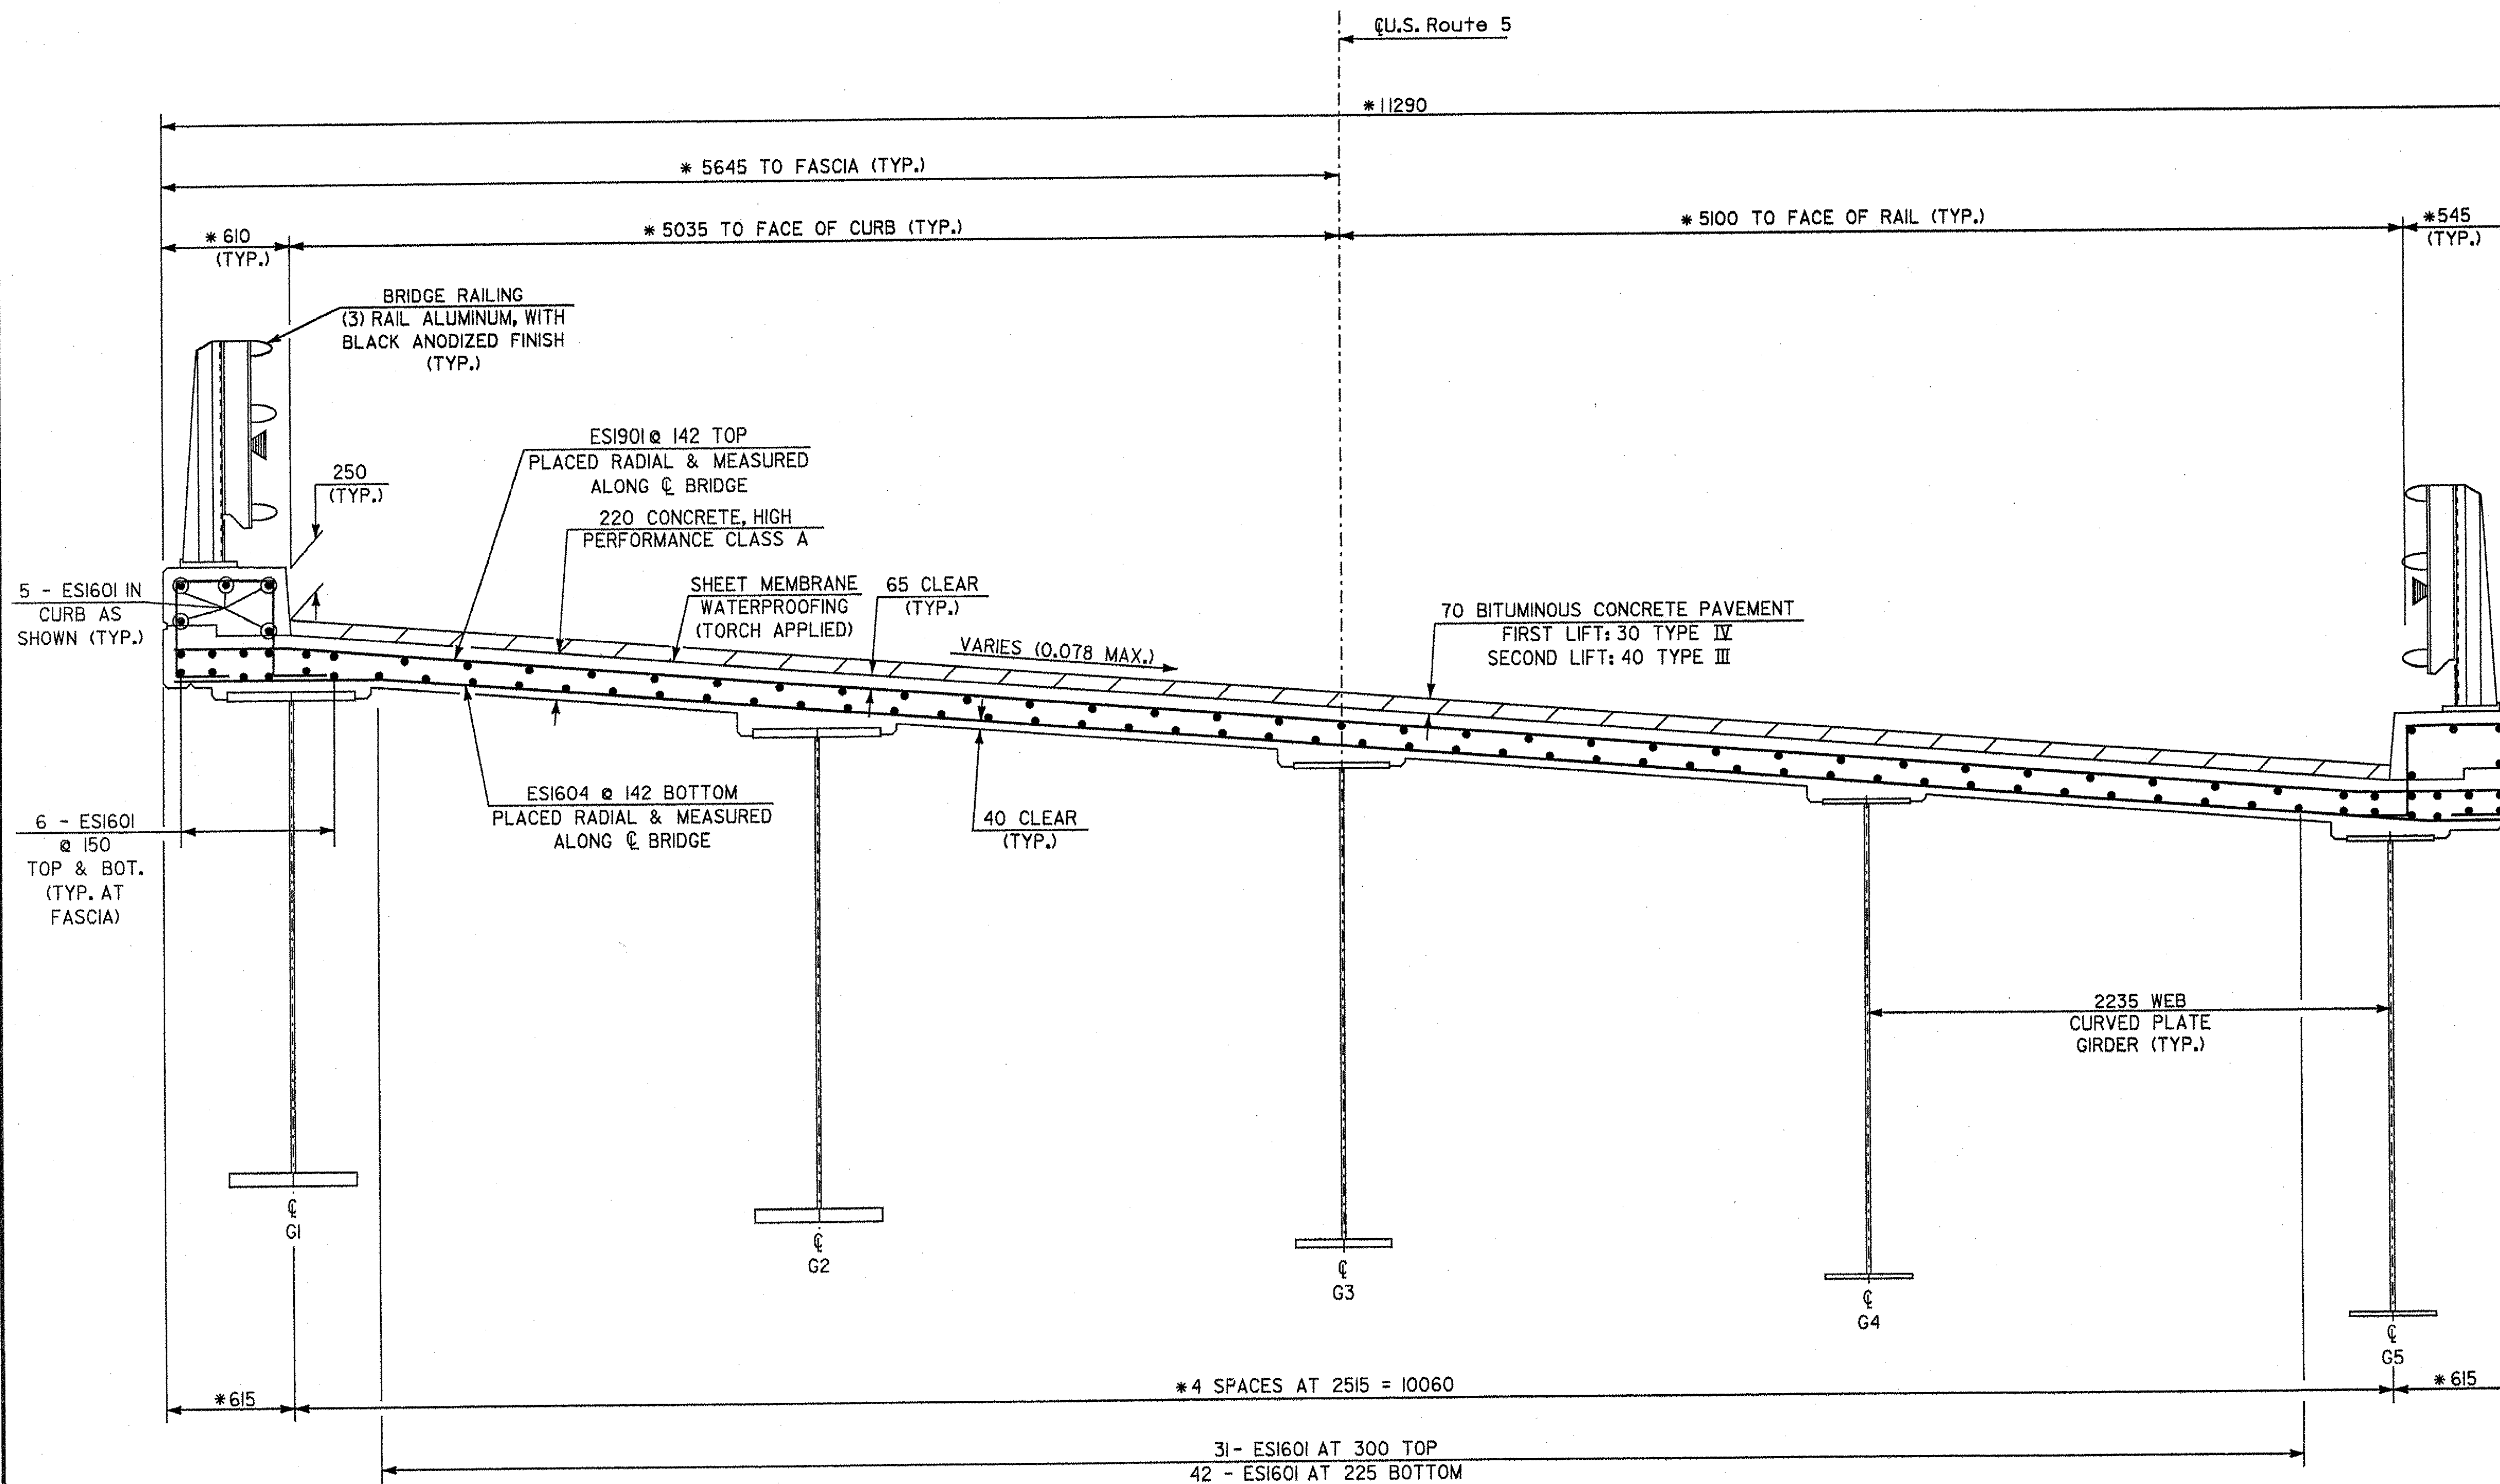 ℄U.S. Route 5
*11290
* 5645 TO FASCIA (TYP.)
* 610
(TYP.)
* 5035 TO FACE OF CURB (TYP.)
* 5100 TO FACE OF RAIL (TYP.)
*545
(TYP.)
BRIDGE RAILING
(3) RAIL ALUMINUM, WITH
BLACK ANODIZED FINISH
(TYP.)
250
(TYP.)
ES1901 @ 142 TOP
PLACED RADIAL & MEASURED
ALONG ℄ BRIDGE
220 CONCRETE, HIGH
PERFORMANCE CLASS A
SHEET MEMBRANE
WATERPROOFING
(TORCH APPLIED)
65 CLEAR
(TYP.)
VARIES (0.078 MAX.)
70 BITUMINOUS CONCRETE PAVEMENT
FIRST LIFT: 30 TYPE IV
SECOND LIFT: 40 TYPE III
5 - ES1601 IN
CURB AS
SHOWN (TYP.)
6 - ES1601
@ 150
TOP & BOT.
(TYP. AT
FASCIA)
ES1604 @ 142 BOTTOM
PLACED RADIAL & MEASURED
ALONG ℄ BRIDGE
40 CLEAR
(TYP.)
2235 WEB
CURVED PLATE
GIRDER (TYP.)
℄
G1
℄
G2
℄
G3
℄
G4
℄
G5
*615
*4 SPACES AT 2515 = 10060
*615
31- ES1601 AT 300 TOP
42 - ES1601 AT 225 BOTTOM